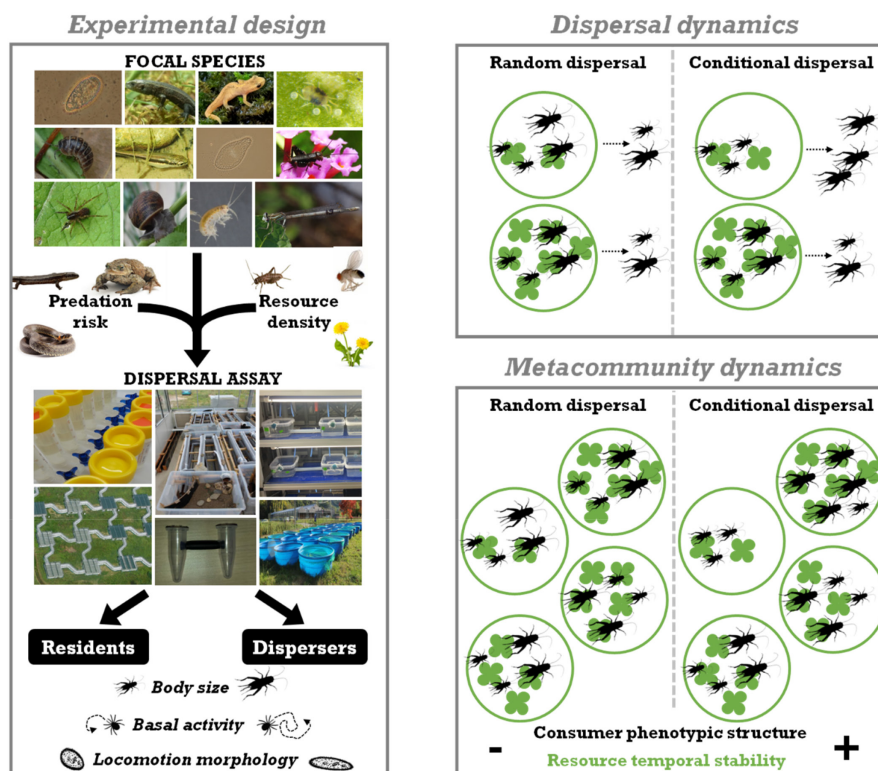 Experimental design
FOCAL SPECIES
Predation
risk
Resource
density
DISPERSAL ASSAY
Residents
Dispersers
Body size
Basal activity
Locomotion morphology
Dispersal dynamics
Random dispersal
Conditional dispersal
Metacommunity dynamics
Random dispersal
Conditional dispersal
- Consumer phenotypic structure +
Resource temporal stability